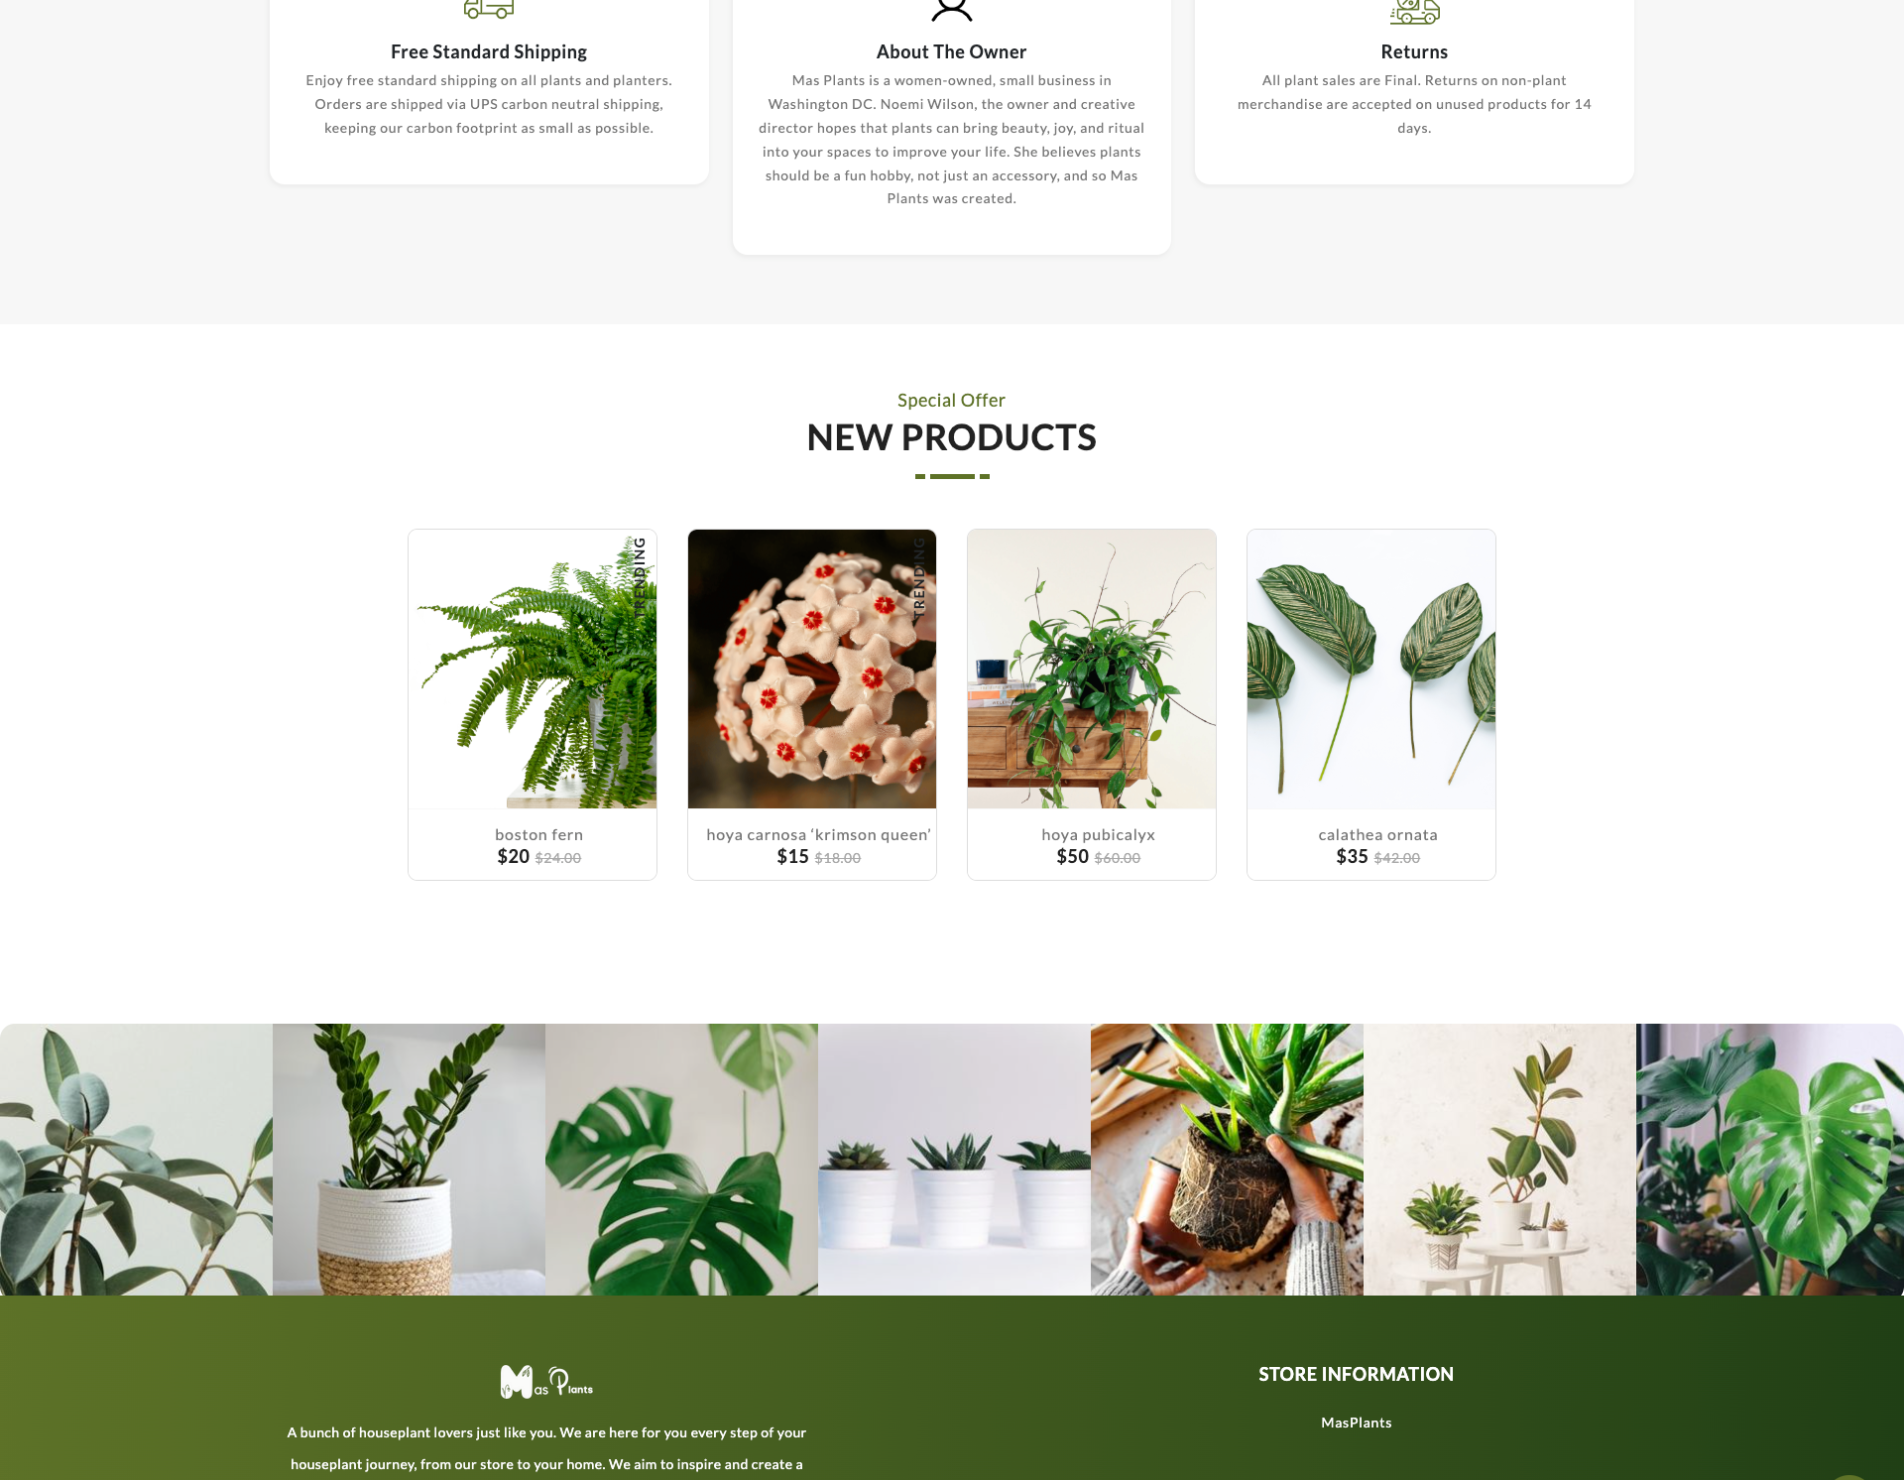 Free Standard Shipping
Enjoy free standard shipping on all plants and planters.
Orders are shipped via UPS carbon neutral shipping,
keeping our carbon footprint as small as possible.
About The Owner
Mas Plants is a women-owned, small business in
Washington DC. Noemi Wilson, the owner and creative
director hopes that plants can bring beauty, joy, and ritual
into your spaces to improve your life. She believes plants
should be a fun hobby, not just an accessory, and so Mas
Plants was created.
Returns
All plant sales are Final. Returns on non-plant
merchandise are accepted on unused products for 14
days.
Special Offer
NEW PRODUCTS
TRENDING
boston fern
$20 $24.00
TRENDING
hoya carnosa ‘krimson queen’
$15 $18.00
hoya pubicalyx
$50 $60.00
calathea ornata
$35 $42.00
Mas Plants
A bunch of houseplant lovers just like you. We are here for you every step of your
houseplant journey, from our store to your home. We aim to inspire and create a
STORE INFORMATION
MasPlants